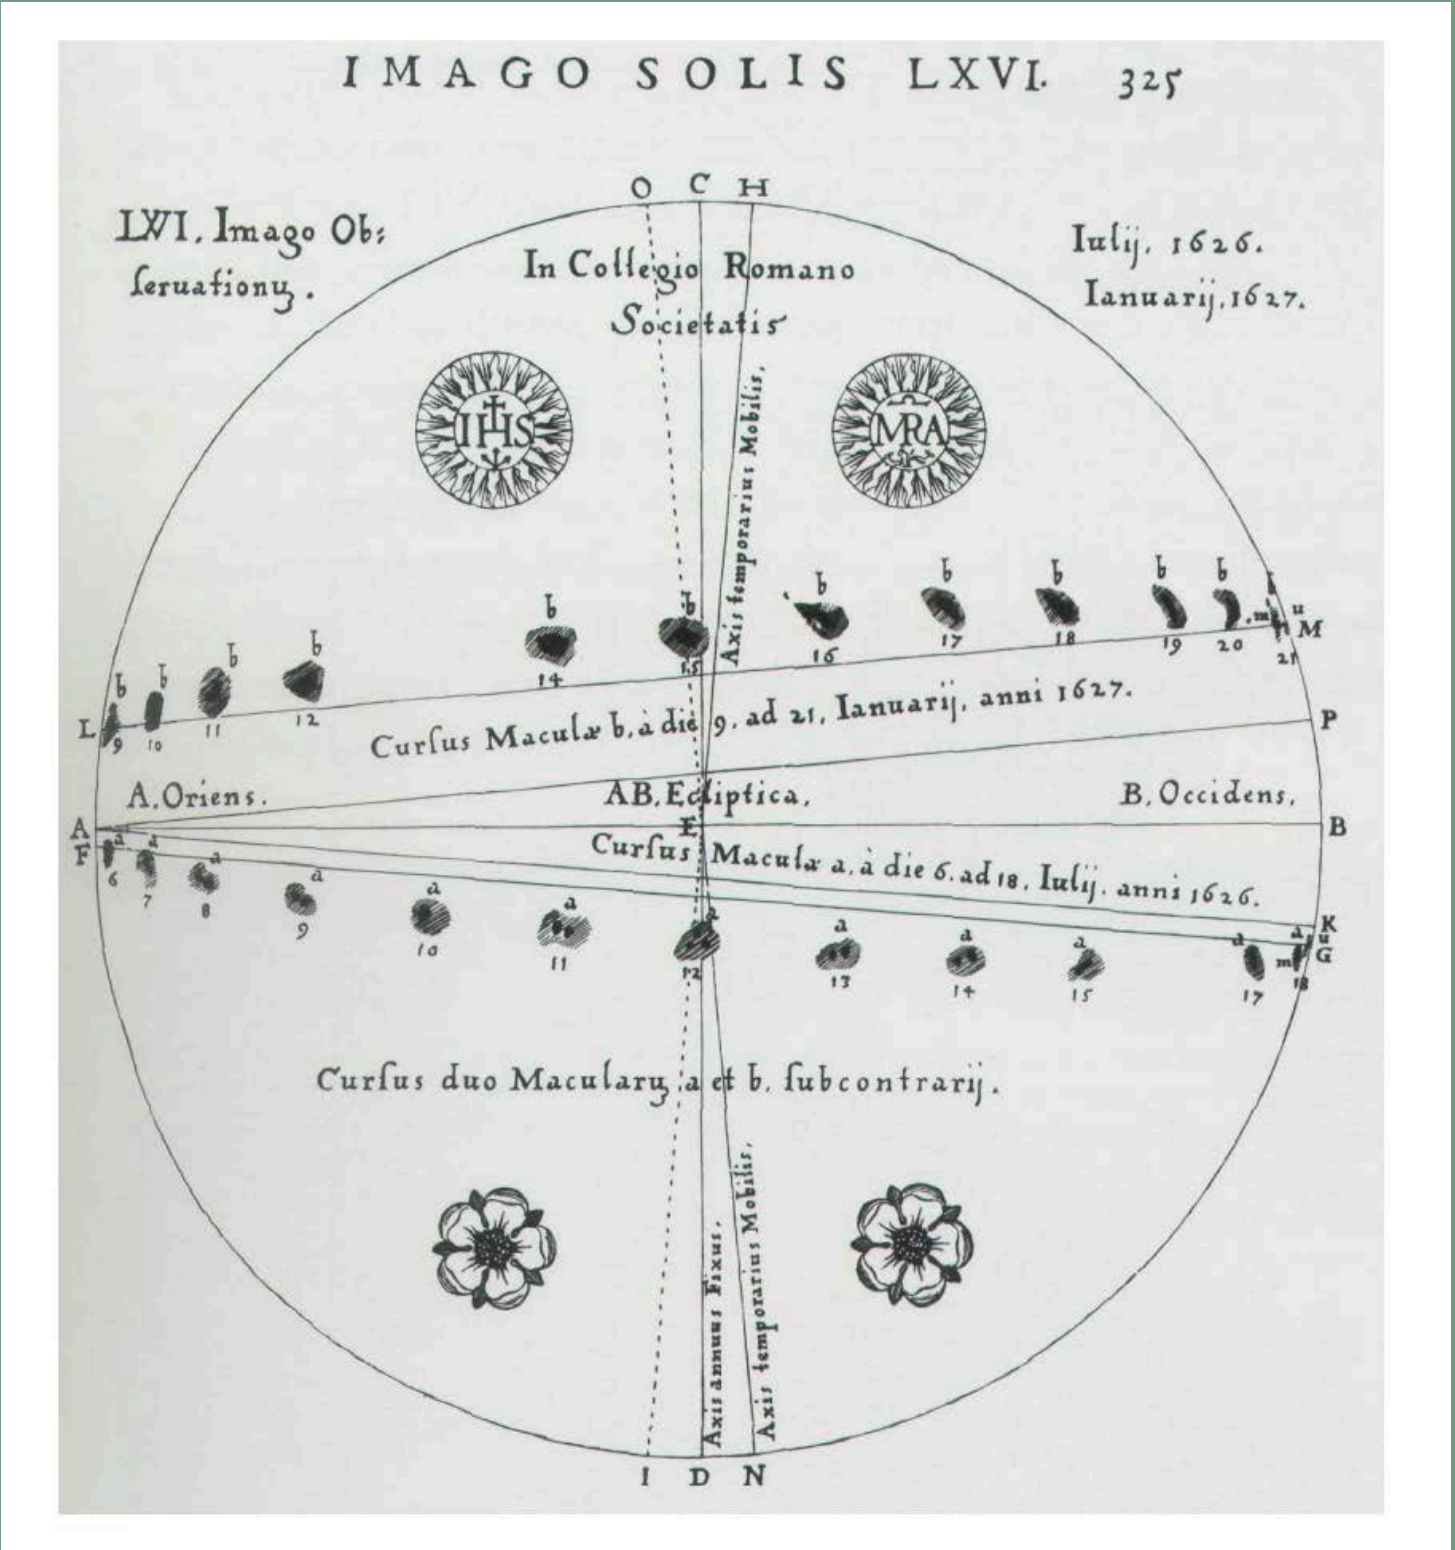 IMAGO SOLIS LXVI. 325
O C H
LVVI. Imago Ob:
ſeruationuꝫ.
Iulij. 1626.
Ianuarij. 1627.
In Collegio Romano
Societatis
IHS
MRA
Axis temporarius Mobilis.
b b b b b b b b b b b b
9 10 11 12 14 15 16 17 18 19 20 21
m u
L M
Curſus Maculæ b, à die 9. ad 21. Ianuarij, anni 1627.
P
A. Oriens. AB. Ecliptica. B. Occidens.
A E B
F
Curſus Maculæ a, à die 6. ad 18. Iulij. anni 1626.
K
a a a a a a a a a a a a
6 7 8 9 10 11 12 13 14 15 17 18
m u G
Curſus duo Macularuꝫ a et b. ſubcontrarij.
Axis annuus Fixus.
Axis temporarius Mobilis.
I D N